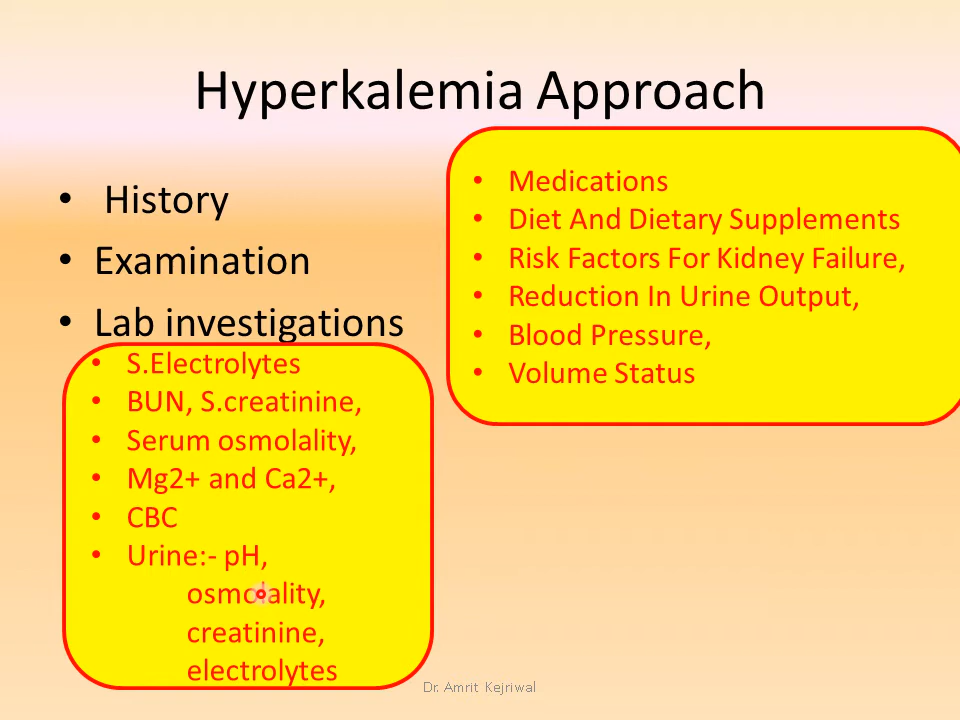 Hyperkalemia Approach
• History
• Examination
• Lab investigations
• S.Electrolytes
• BUN, S.creatinine,
• Serum osmolality,
• Mg2+ and Ca2+,
• CBC
• Urine:- pH,
osmolality,
creatinine,
electrolytes
• Medications
• Diet And Dietary Supplements
• Risk Factors For Kidney Failure,
• Reduction In Urine Output,
• Blood Pressure,
• Volume Status
Dr. Amrit Kejriwal